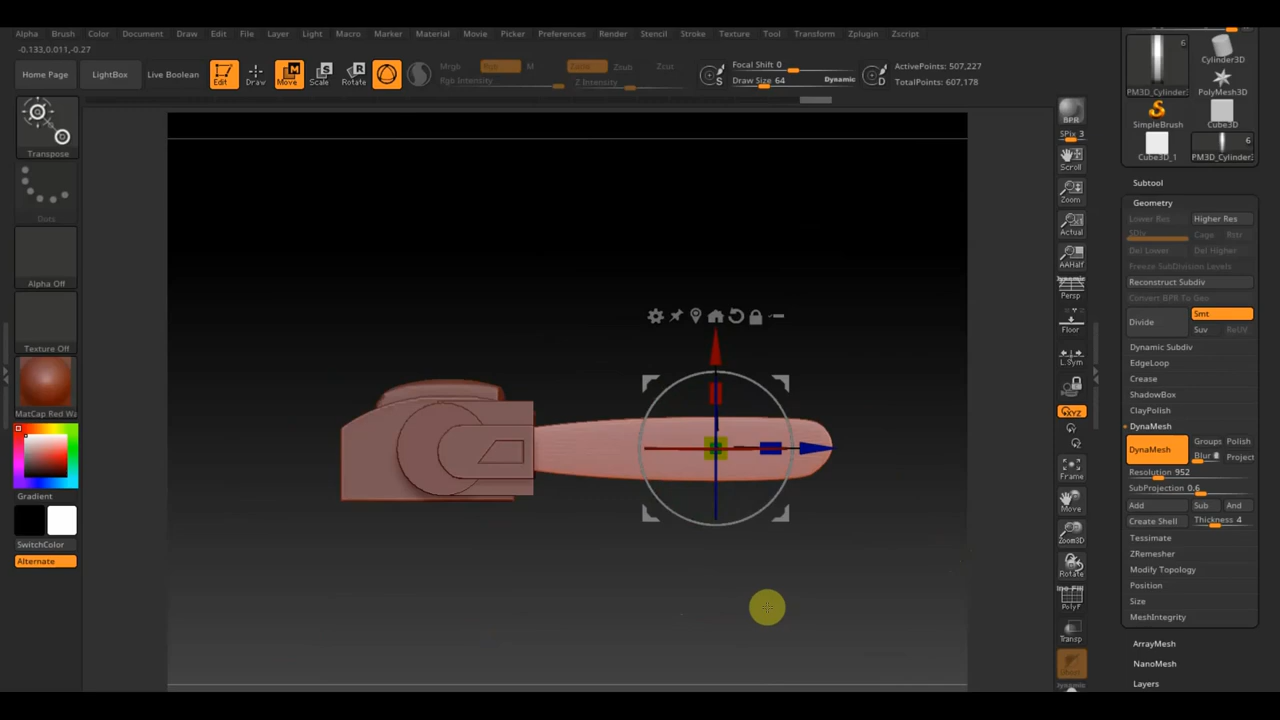 Alpha Brush Color Document Draw Edit File Layer Light Macro Marker Material Movie Picker Preferences Render Stencil Stroke Texture Tool Transform Zplugin Zscript
-0.133,0.011,-0.27
Home Page LightBox Live Boolean Edit Draw Move Scale Rotate
Mrgb Rgb M
Rgb Intensity
Zadd Zsub Zcut
Z Intensity
S
Focal Shift 0
Draw Size 64 Dynamic
D
ActivePoints: 507,227
TotalPoints: 607,178
Transpose
Dots
Alpha Off
Texture Off
MatCap Red Wa
Gradient
SwitchColor
Alternate
BPR
SPix 3
Scroll
Zoom
Actual
AAHalf
Dynamic
Persp
Floor
L.Sym
XYZ
Frame
Move
Zoom3D
Rotate
PolyF
Transp
Dynamic
6
PM3D_Cylinder3
Cylinder3D
PolyMesh3D
SimpleBrush
Cube3D
6
Cube3D_1
PM3D_Cylinder3
Subtool
Geometry
Lower Res Higher Res
SDiv Cage Rstr
Del Lower Del Higher
Freeze SubDivision Levels
Reconstruct Subdiv
Convert BPR To Geo
Divide
Smt
Suv ReUV
Dynamic Subdiv
EdgeLoop
Crease
ShadowBox
ClayPolish
DynaMesh
DynaMesh
Groups Polish
Blur Project
Resolution 952
SubProjection 0.6
Add Sub And
Create Shell Thickness 4
Tessimate
ZRemesher
Modify Topology
Position
Size
MeshIntegrity
ArrayMesh
NanoMesh
Layers